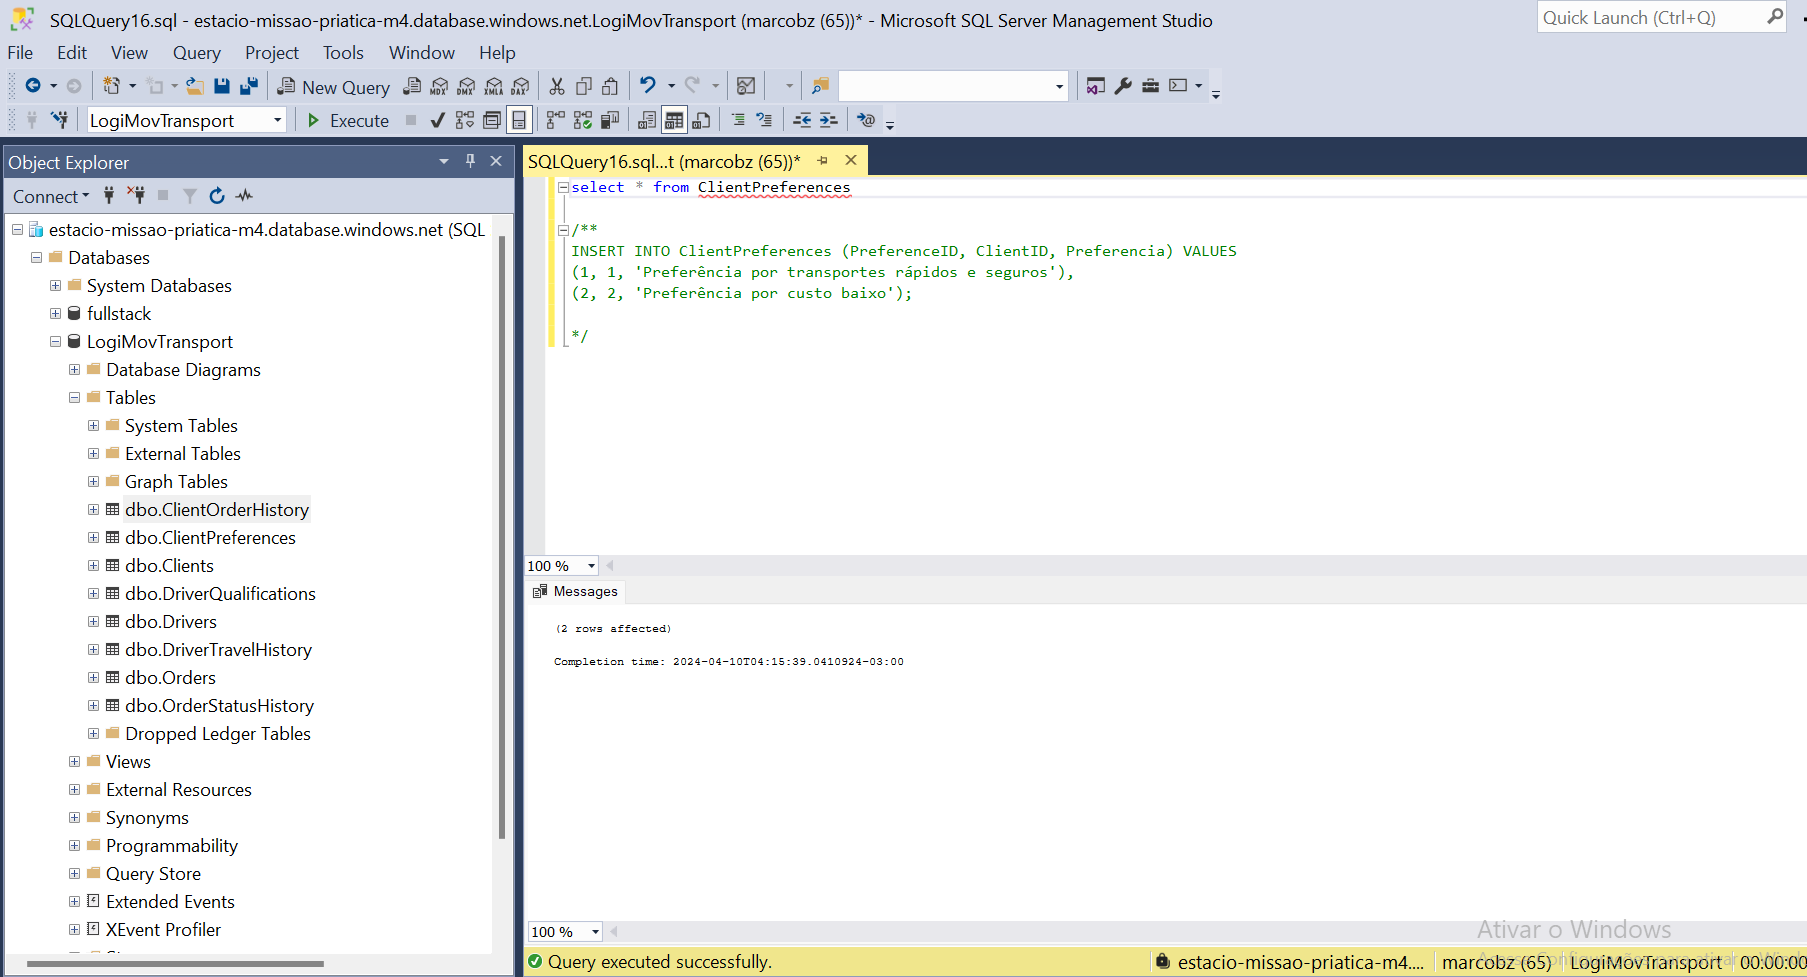 SQLQuery16.sql - estacio-missao-priatica-m4.database.windows.net.LogiMovTransport (marcobz (65))* - Microsoft SQL Server Management Studio
Quick Launch (Ctrl+Q)
File Edit View Query Project Tools Window Help
New Query MDX DMX XMLA DAX
LogiMovTransport Execute
Object Explorer
Connect
estacio-missao-priatica-m4.database.windows.net (SQL
Databases
System Databases
fullstack
LogiMovTransport
Database Diagrams
Tables
System Tables
External Tables
Graph Tables
dbo.ClientOrderHistory
dbo.ClientPreferences
dbo.Clients
dbo.DriverQualifications
dbo.Drivers
dbo.DriverTravelHistory
dbo.Orders
dbo.OrderStatusHistory
Dropped Ledger Tables
Views
External Resources
Synonyms
Programmability
Query Store
Extended Events
XEvent Profiler
SQLQuery16.sql...t (marcobz (65))*
select * from ClientPreferences
/**
INSERT INTO ClientPreferences (PreferenceID, ClientID, Preferencia) VALUES
(1, 1, 'Preferência por transportes rápidos e seguros'),
(2, 2, 'Preferência por custo baixo');
*/
100 %
Messages
(2 rows affected)
Completion time: 2024-04-10T04:15:39.0410924-03:00
100 %
Ativar o Windows
Query executed successfully.
estacio-missao-priatica-m4.... marcobz (65) LogiMovTransport 00:00:00